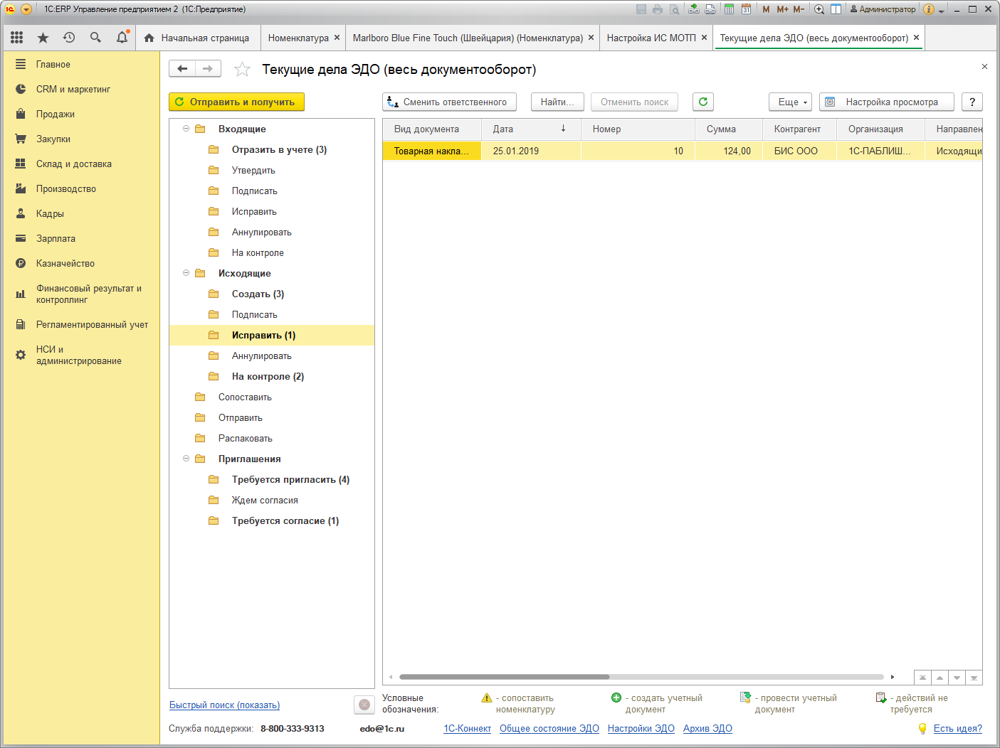 1С:ERP Управление предприятием 2 (1С:Предприятие)
31 M M+ M- Администратор
Начальная страница
Номенклатура
Marlboro Blue Fine Touch (Швейцария) (Номенклатура)
Настройка ИС МОТП
Текущие дела ЭДО (весь документооборот)
Главное
CRM и маркетинг
Продажи
Закупки
Склад и доставка
Производство
Кадры
Зарплата
Казначейство
Финансовый результат и
контроллинг
Регламентированный учет
НСИ и
администрирование
Текущие дела ЭДО (весь документооборот)
Отправить и получить
Сменить ответственного
Найти...
Отменить поиск
Еще
Настройка просмотра
?
Входящие
Отразить в учете (3)
Утвердить
Подписать
Исправить
Аннулировать
На контроле
Исходящие
Создать (3)
Подписать
Исправить (1)
Аннулировать
На контроле (2)
Сопоставить
Отправить
Распаковать
Приглашения
Требуется пригласить (4)
Ждем согласия
Требуется согласие (1)
Вид документа Дата Номер Сумма Контрагент Организация Направлен
Товарная накла... 25.01.2019 10 124,00 БИС ООО 1С-ПАБЛИШ... Исходящи
Быстрый поиск (показать)
Условные
обозначения:
- сопоставить
номенклатуру
- создать учетный
документ
- провести учетный
документ
- действий не
требуется
Служба поддержки: 8-800-333-9313 edo@1c.ru
1С-Коннект Общее состояние ЭДО Настройки ЭДО Архив ЭДО
Есть идея?